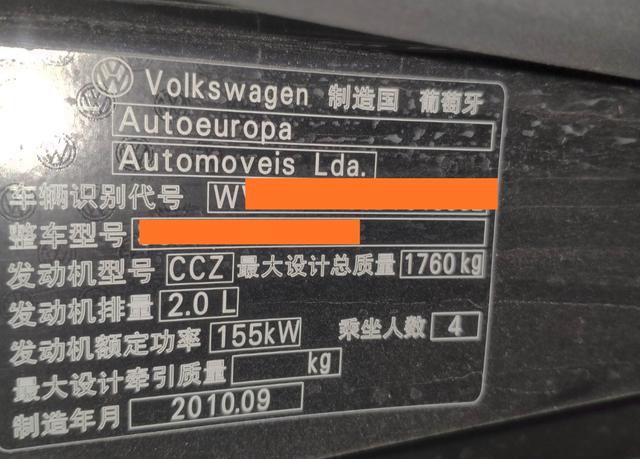 Volkswagen 制造国 葡萄牙
Autoeuropa
Automoveis Lda.
车辆识别代号 W
整车型号
发动机型号 CCZ 最大设计总质量 1760 kg
发动机排量 2.0 L
发动机额定功率 155kW 乘坐人数 4
最大设计牵引质量 kg
制造年月 2010.09